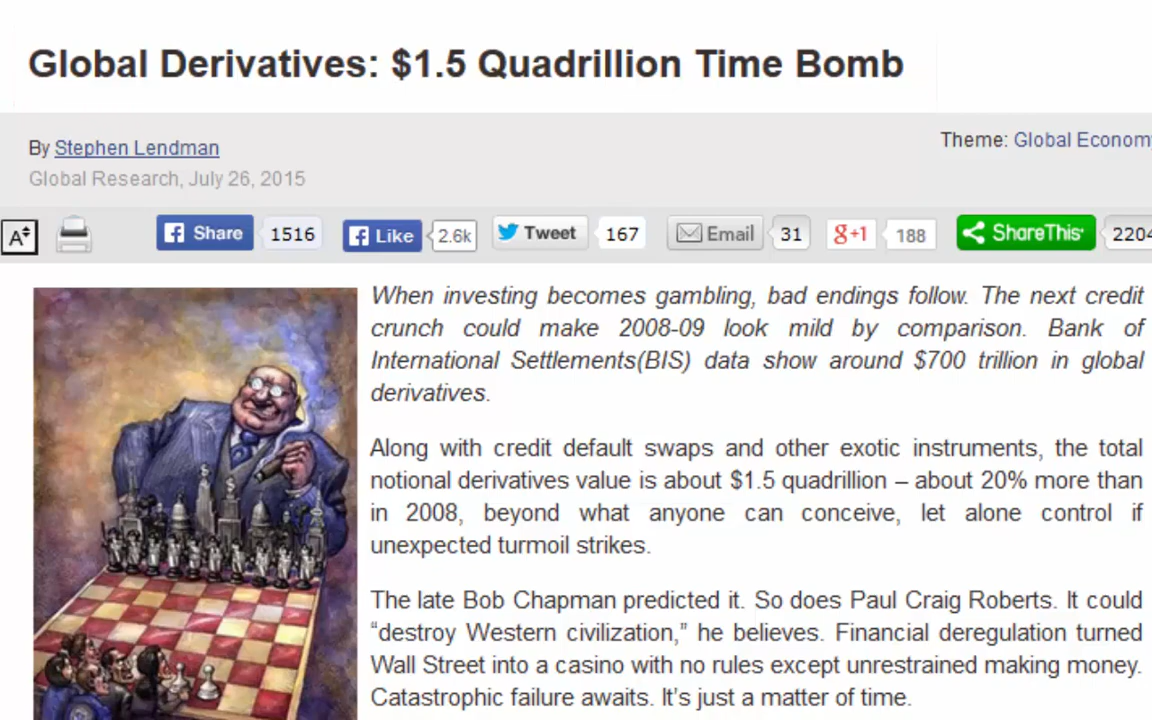 Global Derivatives: $1.5 Quadrillion Time Bomb
By Stephen Lendman
Theme: Global Economy
Global Research, July 26, 2015
A Share 1516 Like 2.6k Tweet 167 Email 31 g+1 188 ShareThis 2204
When investing becomes gambling, bad endings follow. The next credit
crunch could make 2008-09 look mild by comparison. Bank of
International Settlements(BIS) data show around $700 trillion in global
derivatives.
Along with credit default swaps and other exotic instruments, the total
notional derivatives value is about $1.5 quadrillion – about 20% more than
in 2008, beyond what anyone can conceive, let alone control if
unexpected turmoil strikes.
The late Bob Chapman predicted it. So does Paul Craig Roberts. It could
“destroy Western civilization,” he believes. Financial deregulation turned
Wall Street into a casino with no rules except unrestrained making money.
Catastrophic failure awaits. It’s just a matter of time.